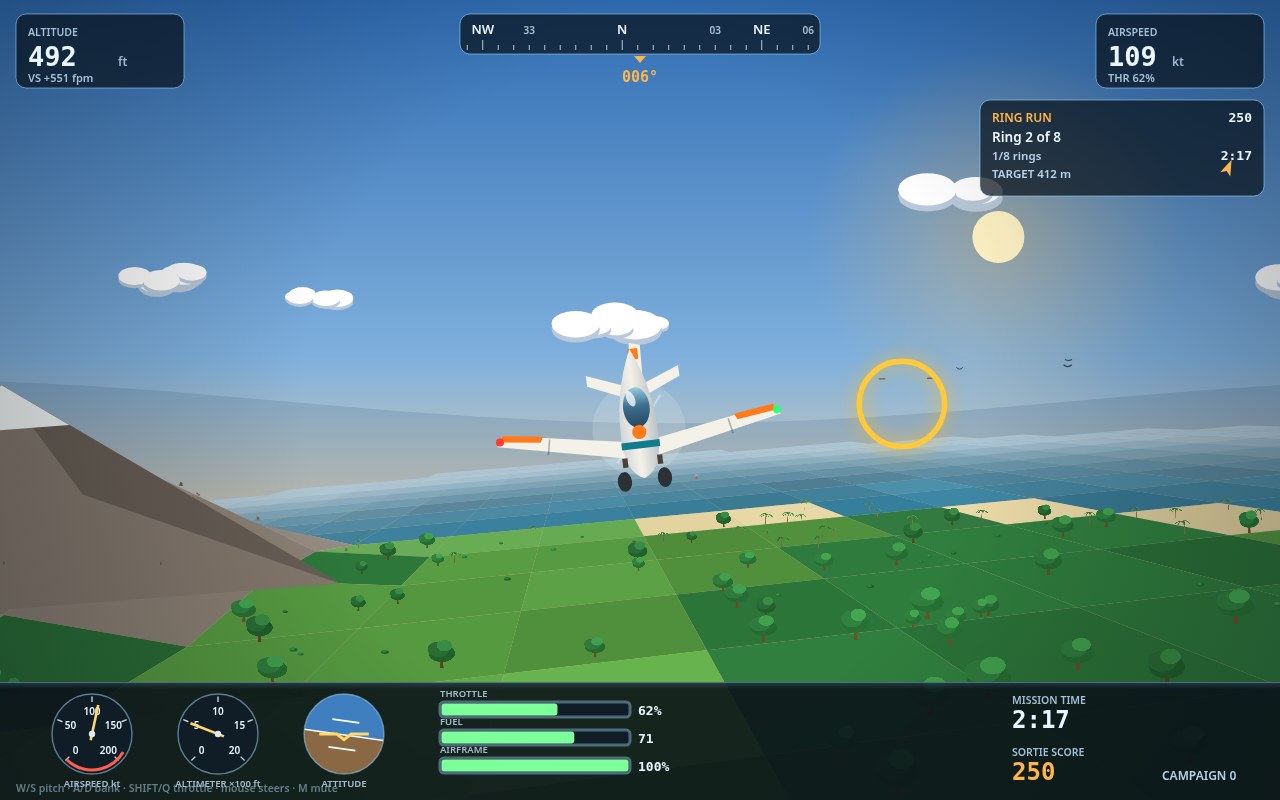 ALTITUDE
492 ft
VS +551 fpm
NW 33 N 03 NE 06
006°
AIRSPEED
109 kt
THR 62%
RING RUN 250
Ring 2 of 8
1/8 rings 2:17
TARGET 412 m
0 50 100 150 200
AIRSPEED kt
0 5 10 15 20
ALTIMETER ×100 ft
ATTITUDE
THROTTLE
62%
FUEL
71
AIRFRAME
100%
MISSION TIME
2:17
SORTIE SCORE
250
CAMPAIGN 0
W/S pitch · A/D bank · SHIFT/Q throttle · mouse steers · M mute